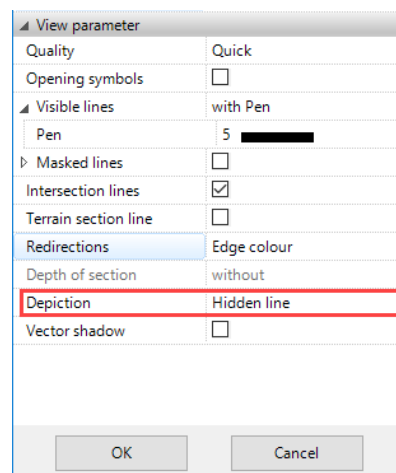 View parameter
Quality Quick
Opening symbols
Visible lines with Pen
Pen 5
Masked lines
Intersection lines
Terrain section line
Redirections Edge colour
Depth of section without
Depiction Hidden line
Vector shadow
OK Cancel